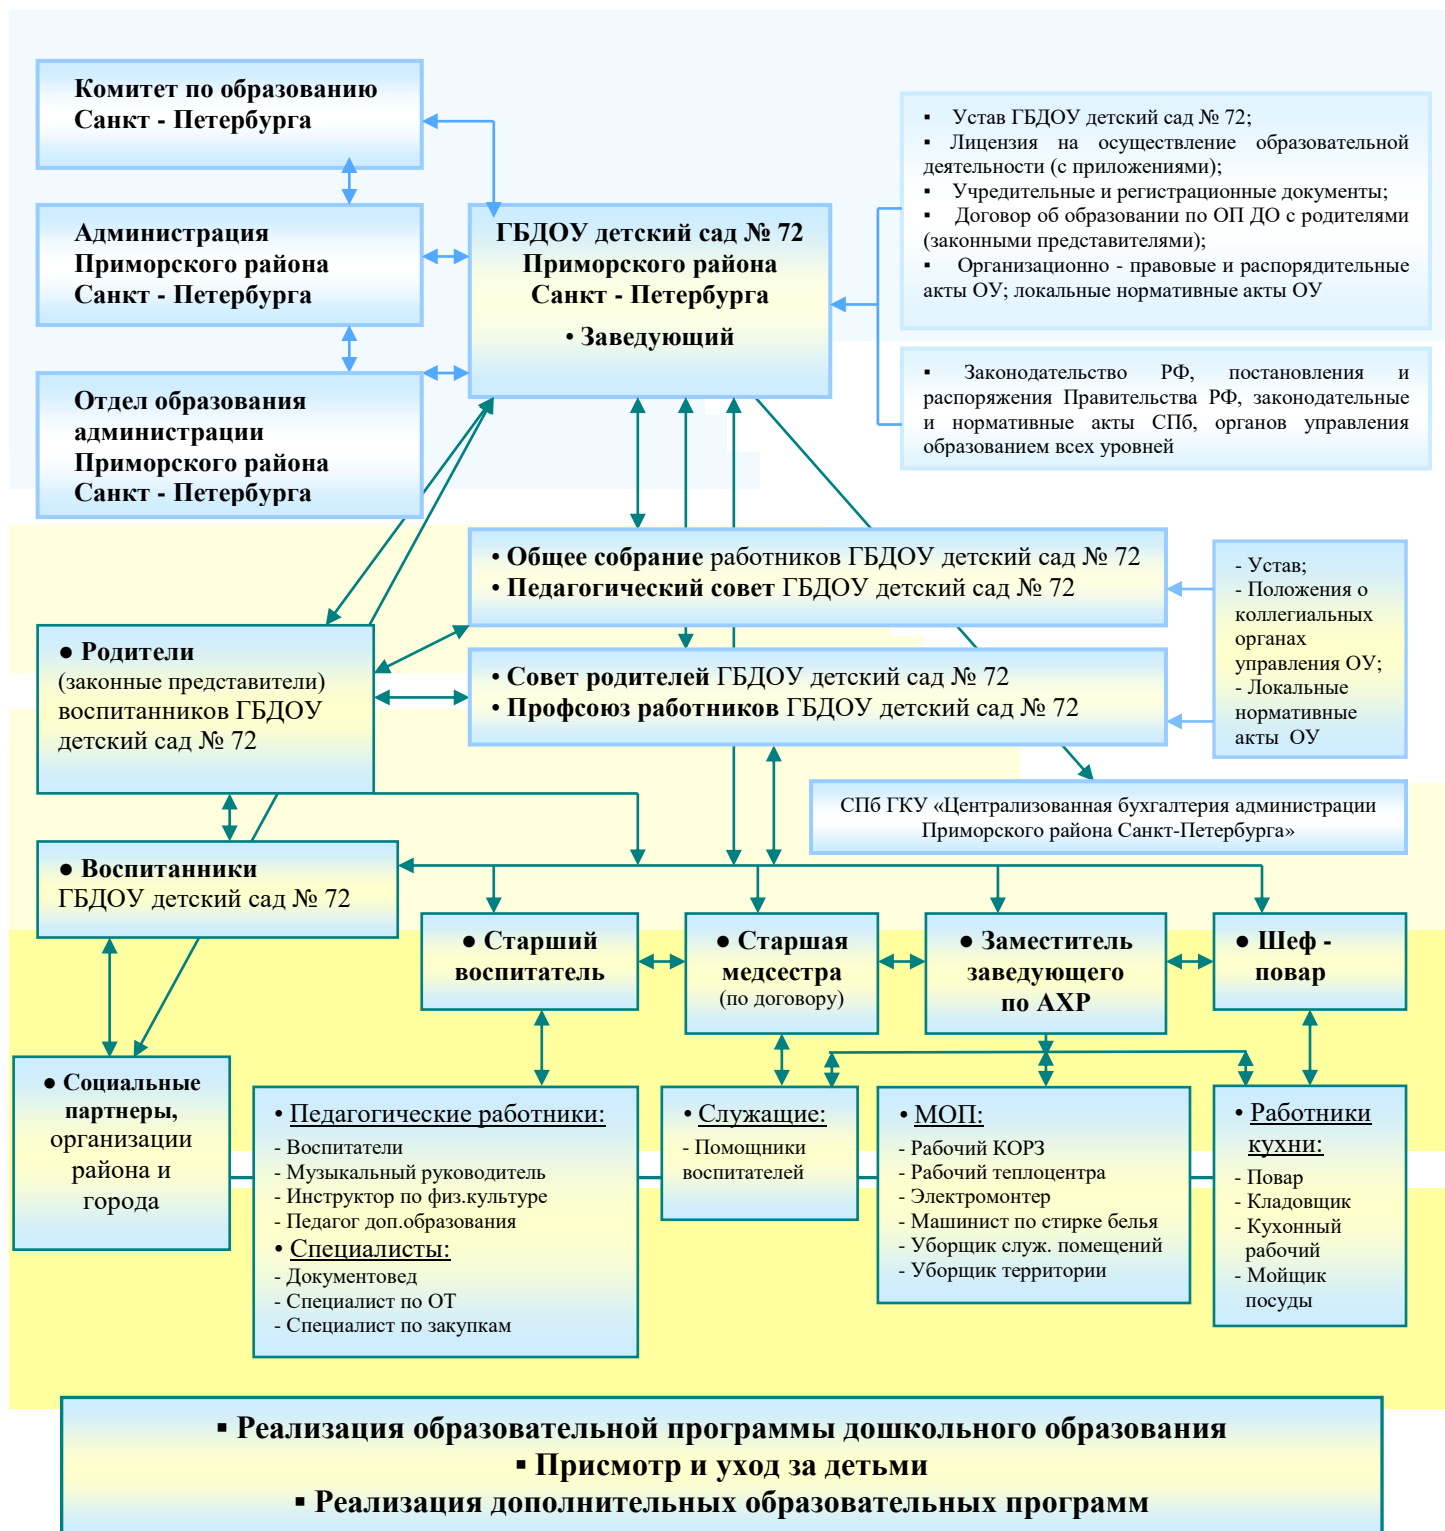 Комитет по образованию
Санкт - Петербурга
▪ Устав ГБДОУ детский сад № 72;
▪ Лицензия на осуществление образовательной
деятельности (с приложениями);
▪ Учредительные и регистрационные документы;
▪ Договор об образовании по ОП ДО с родителями
(законными представителями);
▪ Организационно - правовые и распорядительные
акты ОУ; локальные нормативные акты ОУ
Администрация
Приморского района
Санкт - Петербурга
ГБДОУ детский сад № 72
Приморского района
Санкт - Петербурга
• Заведующий
▪ Законодательство РФ, постановления и
распоряжения Правительства РФ, законодательные
и нормативные акты СПб, органов управления
образованием всех уровней
Отдел образования
администрации
Приморского района
Санкт - Петербурга
• Общее собрание работников ГБДОУ детский сад № 72
• Педагогический совет ГБДОУ детский сад № 72
- Устав;
- Положения о
коллегиальных
органах
управления ОУ;
- Локальные
нормативные
акты ОУ
● Родители
(законные представители)
воспитанников ГБДОУ
детский сад № 72
• Совет родителей ГБДОУ детский сад № 72
• Профсоюз работников ГБДОУ детский сад № 72
СПб ГКУ «Централизованная бухгалтерия администрации
Приморского района Санкт-Петербурга»
● Воспитанники
ГБДОУ детский сад № 72
● Старший
воспитатель
● Старшая
медсестра
(по договору)
● Заместитель
заведующего
по АХР
● Шеф -
повар
● Социальные
партнеры,
организации
района и
города
• Педагогические работники:
- Воспитатели
- Музыкальный руководитель
- Инструктор по физ.культуре
- Педагог доп.образования
• Специалисты:
- Документовед
- Специалист по ОТ
- Специалист по закупкам
• Служащие:
- Помощники
воспитателей
• МОП:
- Рабочий КОРЗ
- Рабочий теплоцентра
- Электромонтер
- Машинист по стирке белья
- Уборщик служ. помещений
- Уборщик территории
• Работники
кухни:
- Повар
- Кладовщик
- Кухонный
рабочий
- Мойщик
посуды
▪ Реализация образовательной программы дошкольного образования
▪ Присмотр и уход за детьми
▪ Реализация дополнительных образовательных программ